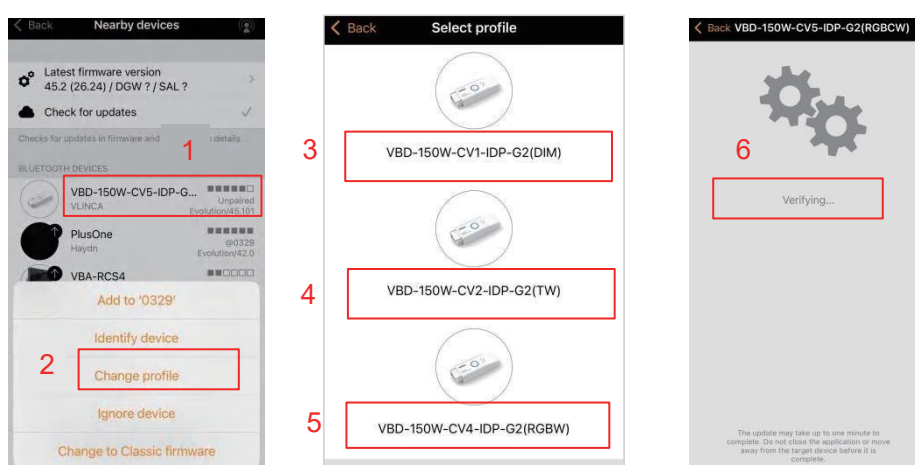 Back Nearby devices
Latest firmware version
45.2 (26.24) / DGW ? / SAL ?
Check for updates
Checks for updates in firmware and details.
1
BLUETOOTH DEVICES
VBD-150W-CV5-IDP-G...
VLINCA
Unpaired
Evolution/45.101
PlusOne
Haydn
@0329
Evolution/42.0
VBA-RCS4
Add to '0329'
Identify device
2
Change profile
Ignore device
Change to Classic firmware
Back Select profile
3
VBD-150W-CV1-IDP-G2(DIM)
4
VBD-150W-CV2-IDP-G2(TW)
5
VBD-150W-CV4-IDP-G2(RGBW)
Back VBD-150W-CV5-IDP-G2(RGBCW)
6
Verifying...
The update may take up to one minute to
complete. Do not close the application or move
away from the target device before it is
complete.